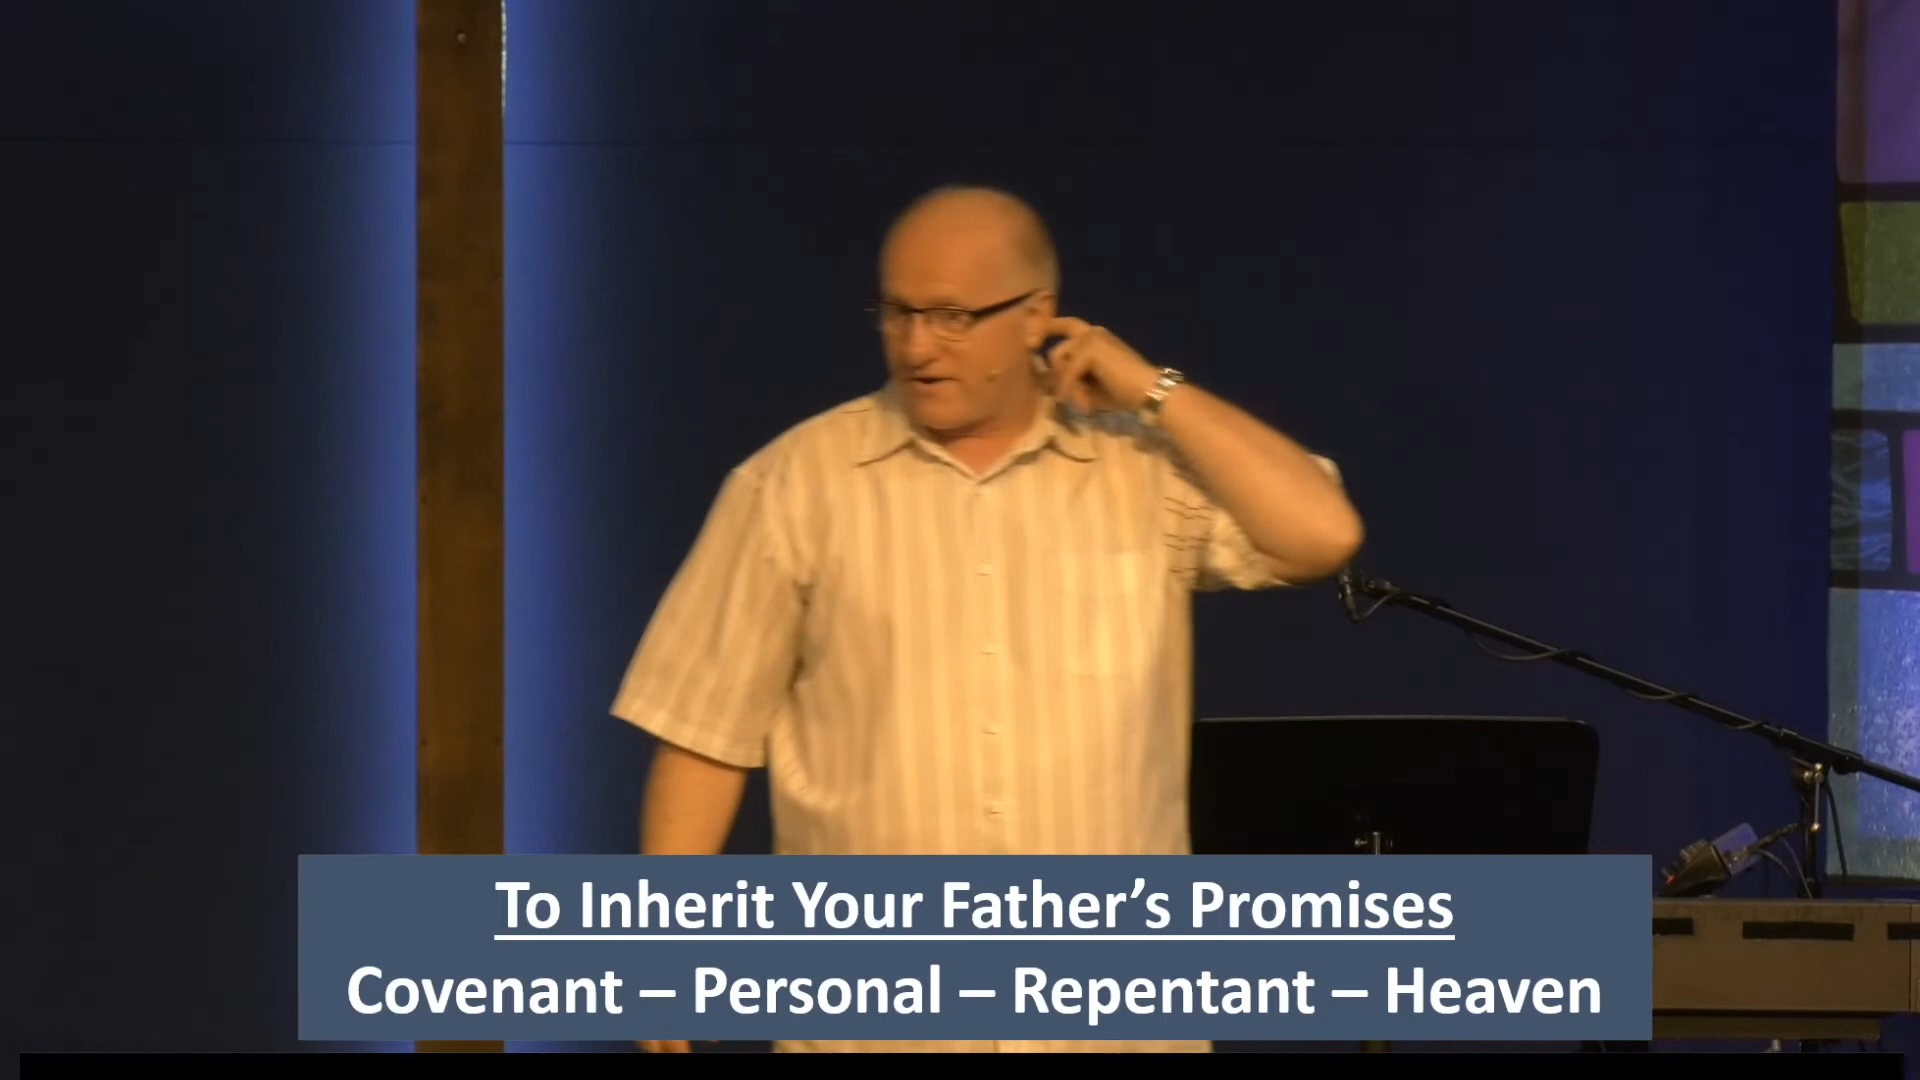 To Inherit Your Father’s Promises
Covenant – Personal – Repentant – Heaven